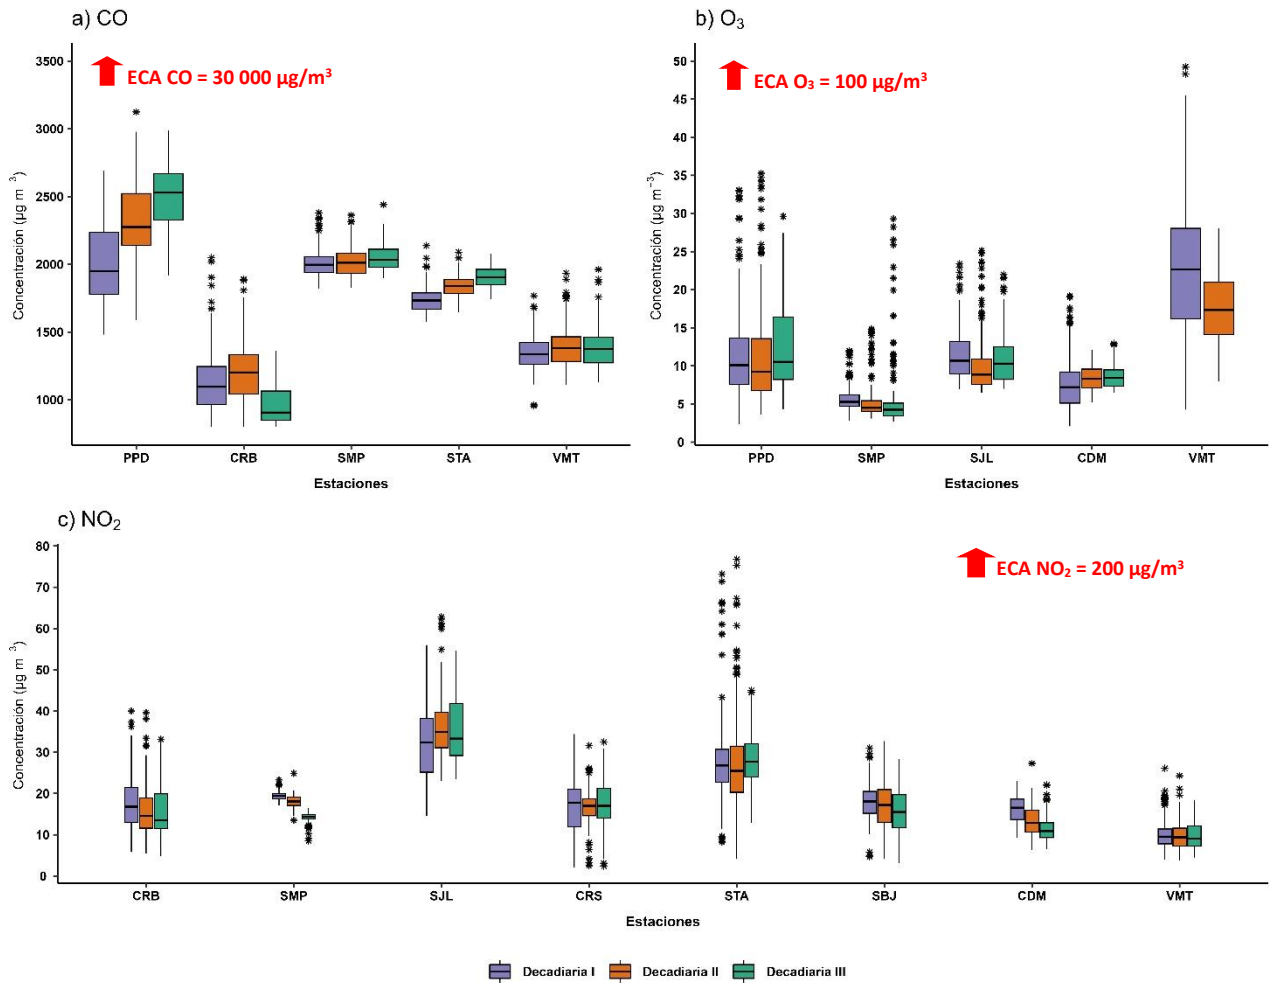 a) CO
ECA CO = 30 000 µg/m³
3500
3000
2500
2000
1500
1000
Concentración (µg m⁻³)
PPD CRB SMP STA VMT
Estaciones
b) O₃
ECA O₃ = 100 µg/m³
50
45
40
35
30
25
20
15
10
5
0
Concentración (µg m⁻³)
PPD SMP SJL CDM VMT
Estaciones
c) NO₂
ECA NO₂ = 200 µg/m³
80
70
60
50
40
30
20
10
0
Concentración (µg m⁻³)
CRB SMP SJL CRS STA SBJ CDM VMT
Estaciones
Decadiaria I Decadiaria II Decadiaria III